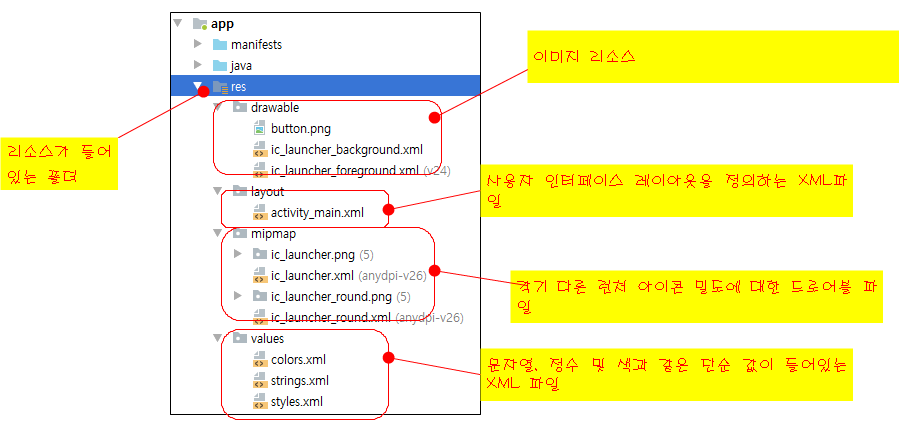 app
manifests
java
res
drawable
button.png
ic_launcher_background.xml
ic_launcher_foreground.xml (v24)
layout
activity_main.xml
mipmap
ic_launcher.png (5)
ic_launcher.xml (anydpi-v26)
ic_launcher_round.png (5)
ic_launcher_round.xml (anydpi-v26)
values
colors.xml
strings.xml
styles.xml
리소스가 들어
있는 폴더
이미지 리소스
사용자 인터페이스 레이아웃을 정의하는 XML파
일
각기 다른 런처 아이콘 밀도에 대한 드로어블 파
일
문자열, 정수 및 색과 같은 단순 값이 들어있는
XML 파일